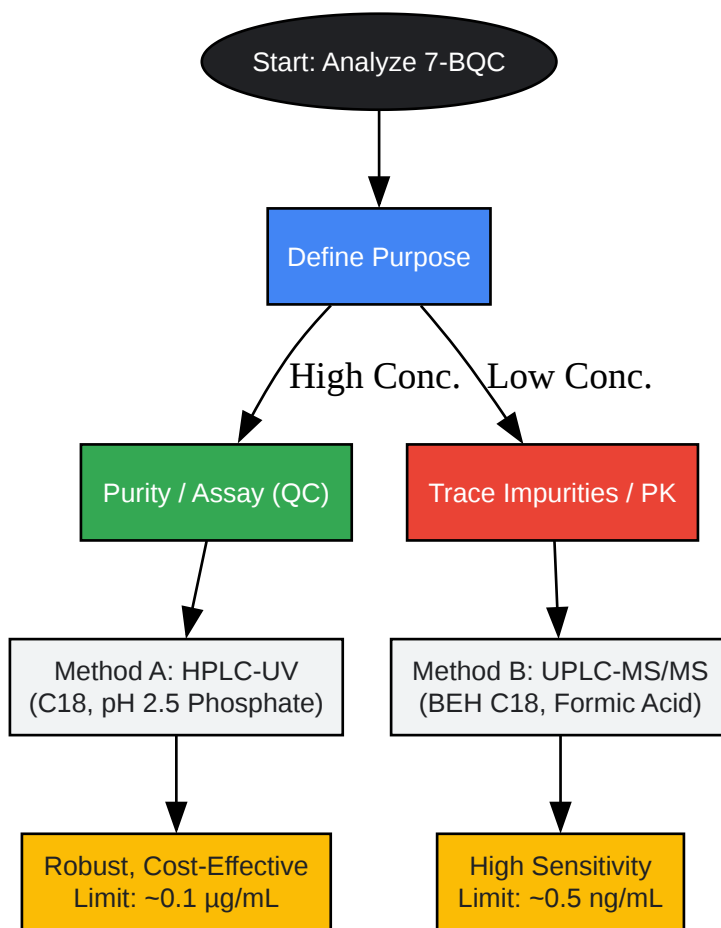 Start: Analyze 7-BQC
Define Purpose
High Conc.
Low Conc.
Purity / Assay (QC)
Trace Impurities / PK
Method A: HPLC-UV
(C18, pH 2.5 Phosphate)
Method B: UPLC-MS/MS
(BEH C18, Formic Acid)
Robust, Cost-Effective
Limit: ~0.1 µg/mL
High Sensitivity
Limit: ~0.5 ng/mL